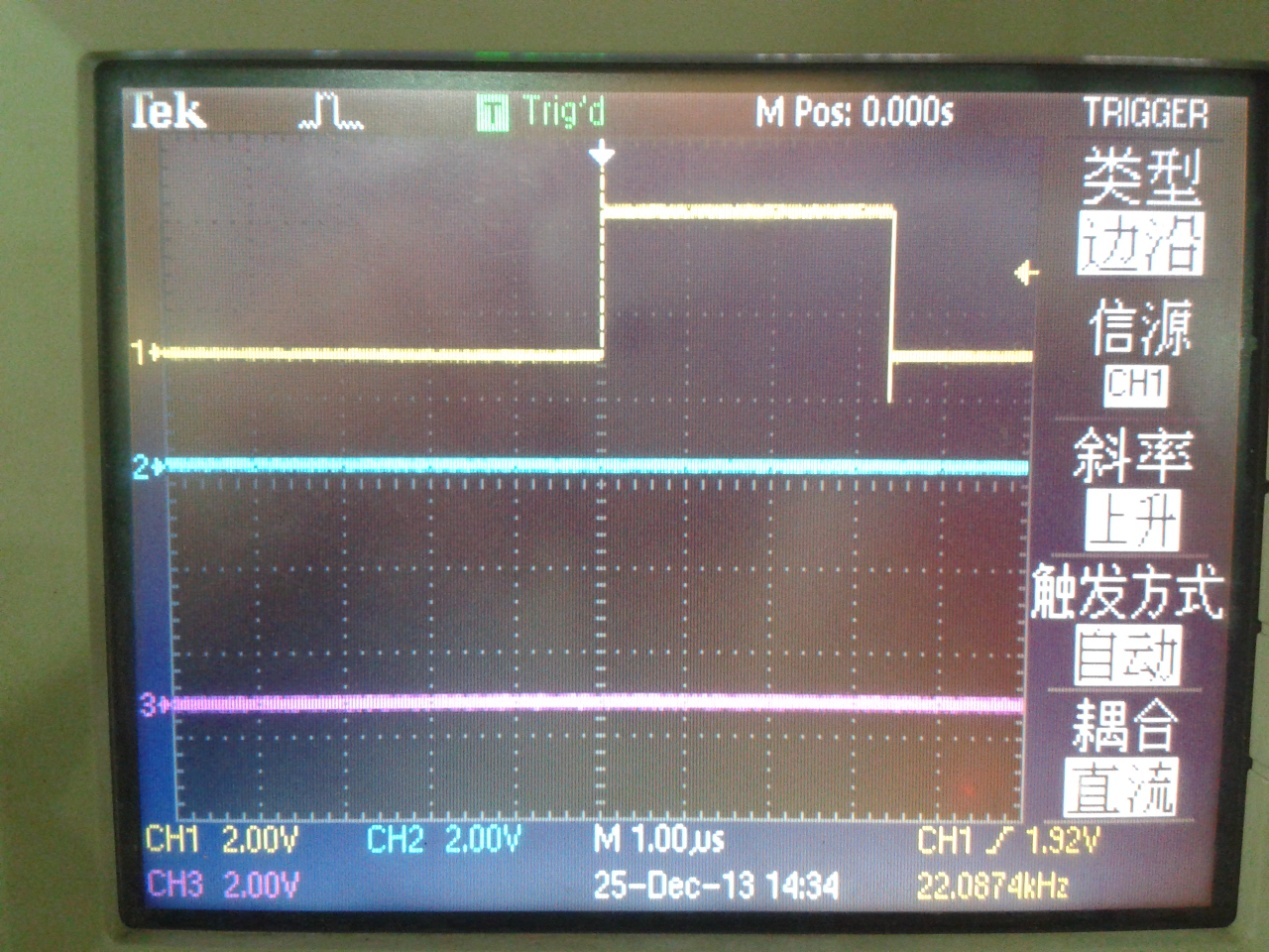 Tek T Trig'd M Pos: 0.000s TRIGGER
类型
边沿
信源
CH1
斜率
上升
触发方式
自动
耦合
直流
1
2
3
CH1 2.00V CH2 2.00V M 1.00µs CH1 1.92V
CH3 2.00V 25-Dec-13 14:34 22.0874kHz